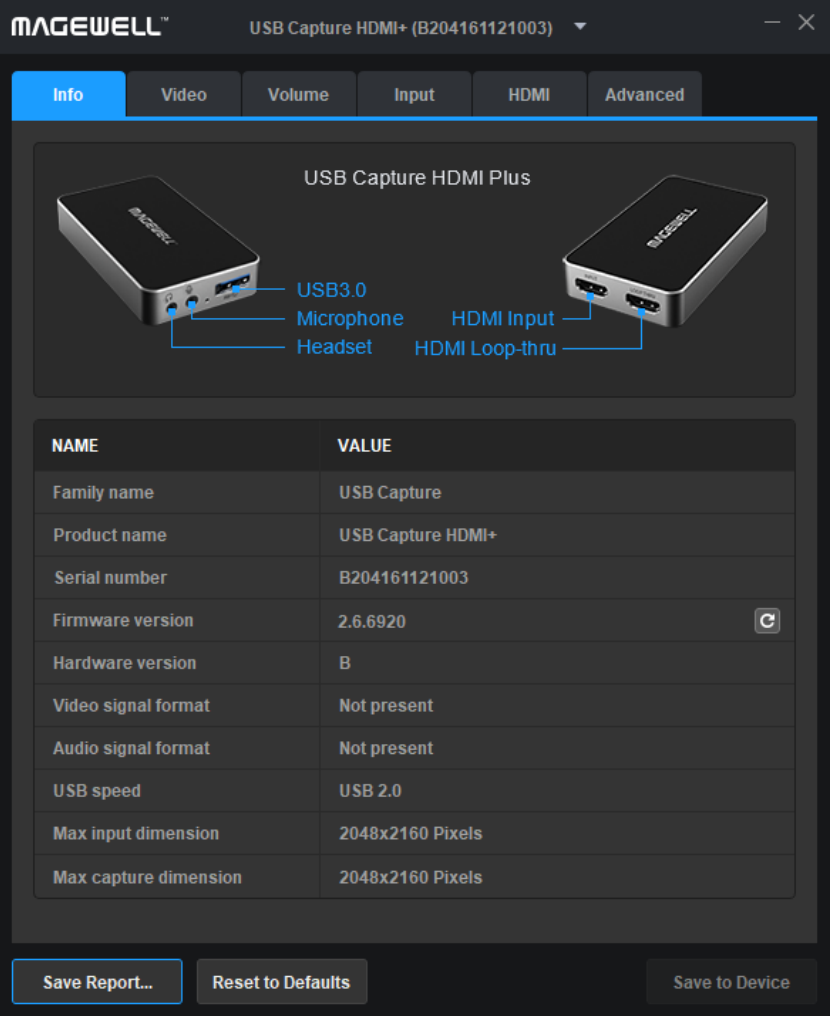 MAGEWELL™
USB Capture HDMI+ (B204161121003)
Info Video Volume Input HDMI Advanced
USB Capture HDMI Plus
MAGEWELL
MAGEWELL
USB3.0
Microphone
Headset
HDMI Input
HDMI Loop-thru
NAME VALUE
Family name USB Capture
Product name USB Capture HDMI+
Serial number B204161121003
Firmware version 2.6.6920
Hardware version B
Video signal format Not present
Audio signal format Not present
USB speed USB 2.0
Max input dimension 2048x2160 Pixels
Max capture dimension 2048x2160 Pixels
Save Report... Reset to Defaults Save to Device